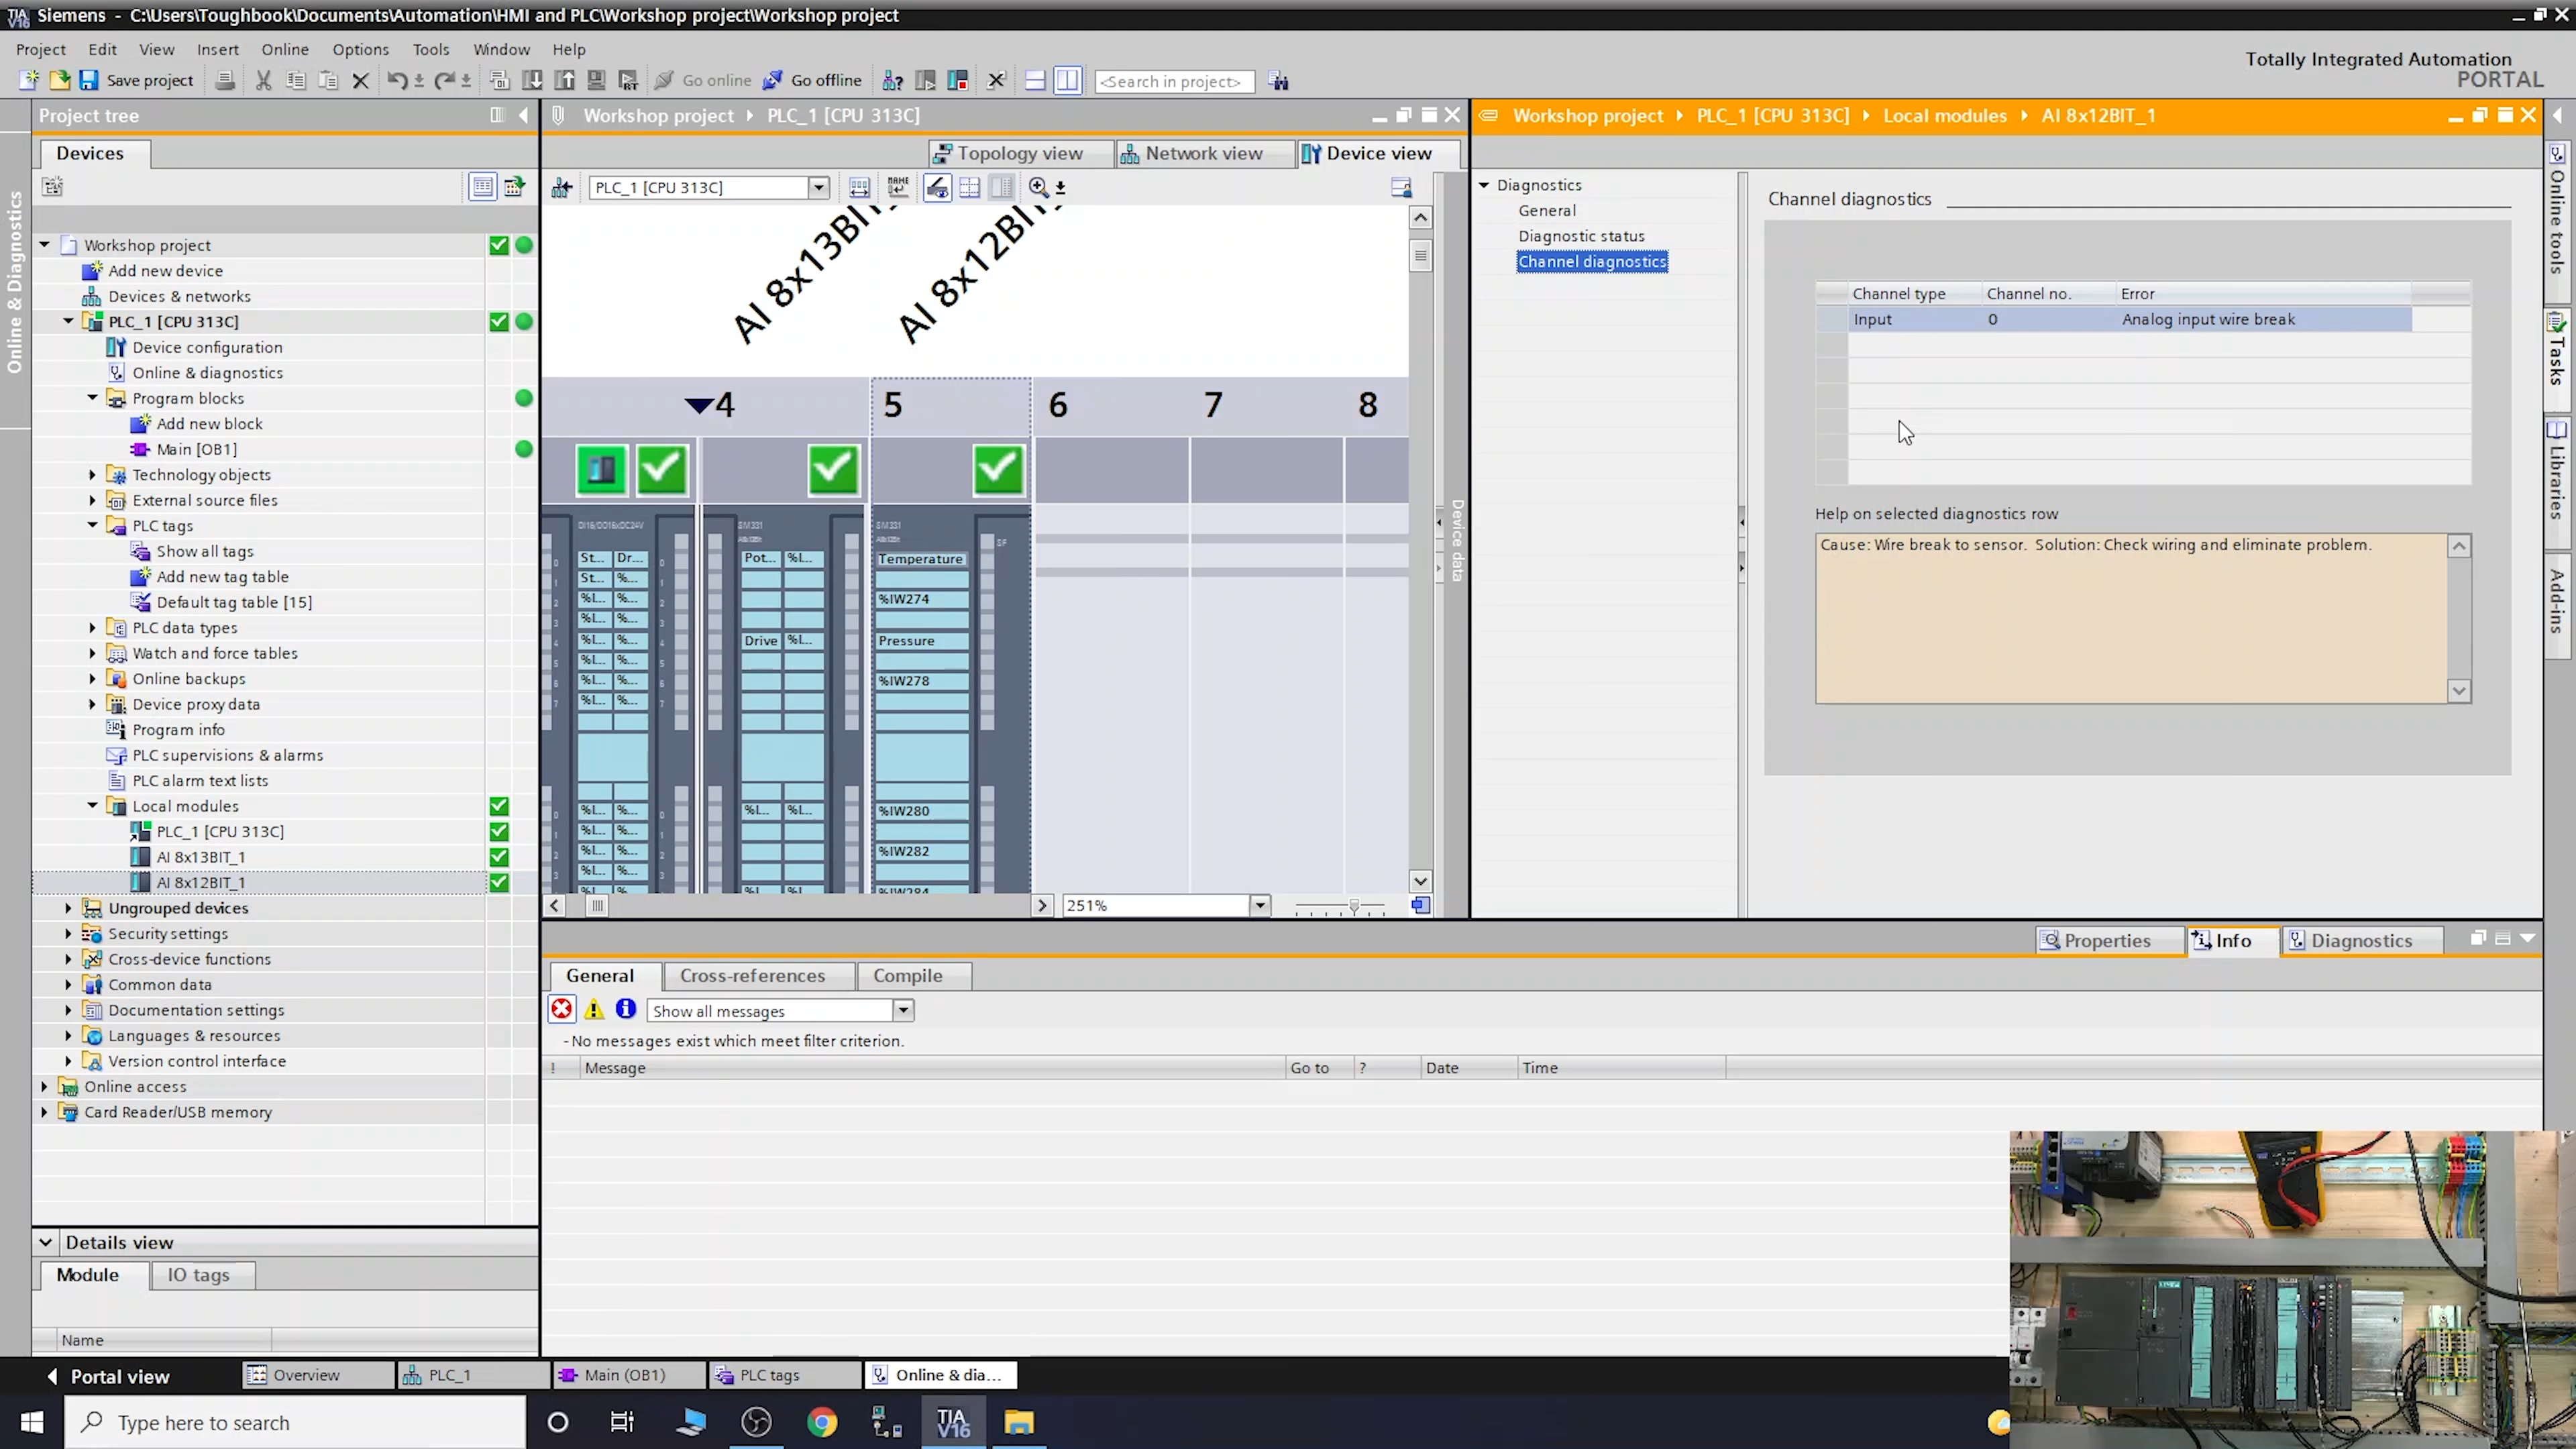 Siemens - C:\Users\Toughbook\Documents\Automation\HMI and PLC\Workshop project\Workshop project
Project Edit View Insert Online Options Tools Window Help
Totally Integrated Automation
PORTAL
Save project
Go online
Go offline
<Search in project>
Project tree
Devices
Online & Diagnostics
Workshop project
Add new device
Devices & networks
PLC_1 [CPU 313C]
Device configuration
Online & diagnostics
Program blocks
Add new block
Main [OB1]
Technology objects
External source files
PLC tags
Show all tags
Add new tag table
Default tag table [15]
PLC data types
Watch and force tables
Online backups
Device proxy data
Program info
PLC supervisions & alarms
PLC alarm text lists
Local modules
PLC_1 [CPU 313C]
AI 8x13BIT_1
AI 8x12BIT_1
Ungrouped devices
Security settings
Cross-device functions
Common data
Documentation settings
Languages & resources
Version control interface
Online access
Card Reader/USB memory
Details view
Module IO tags
Name
Workshop project PLC_1 [CPU 313C]
Topology view Network view Device view
PLC_1 [CPU 313C]
AI 8x13BIT_
AI 8x12BIT_
4 5 6 7 8
DI16/DO16xDC24V SM331 SM331
St... Dr... Pot... %I... Temperature
St... %...
%I... %... %IW274
%I... %...
%I... %... Drive %I... Pressure
%I... %...
%I... %... %IW278
%I... %...
%I... %... %I... %I... %IW280
%I... %...
%I... %... %IW282
%I... %...
%I... %... %I... %I... %IW284
SF
251%
Device data
Workshop project PLC_1 [CPU 313C] Local modules AI 8x12BIT_1
Diagnostics
General
Diagnostic status
Channel diagnostics
Channel diagnostics
Channel type Channel no. Error
Input 0 Analog input wire break
Help on selected diagnostics row
Cause: Wire break to sensor. Solution: Check wiring and eliminate problem.
Online tools
Tasks
Libraries
Add-ins
Properties Info Diagnostics
General Cross-references Compile
Show all messages
- No messages exist which meet filter criterion.
! Message Go to ? Date Time
Portal view Overview PLC_1 Main (OB1) PLC tags Online & dia...
Type here to search
TIA
V16